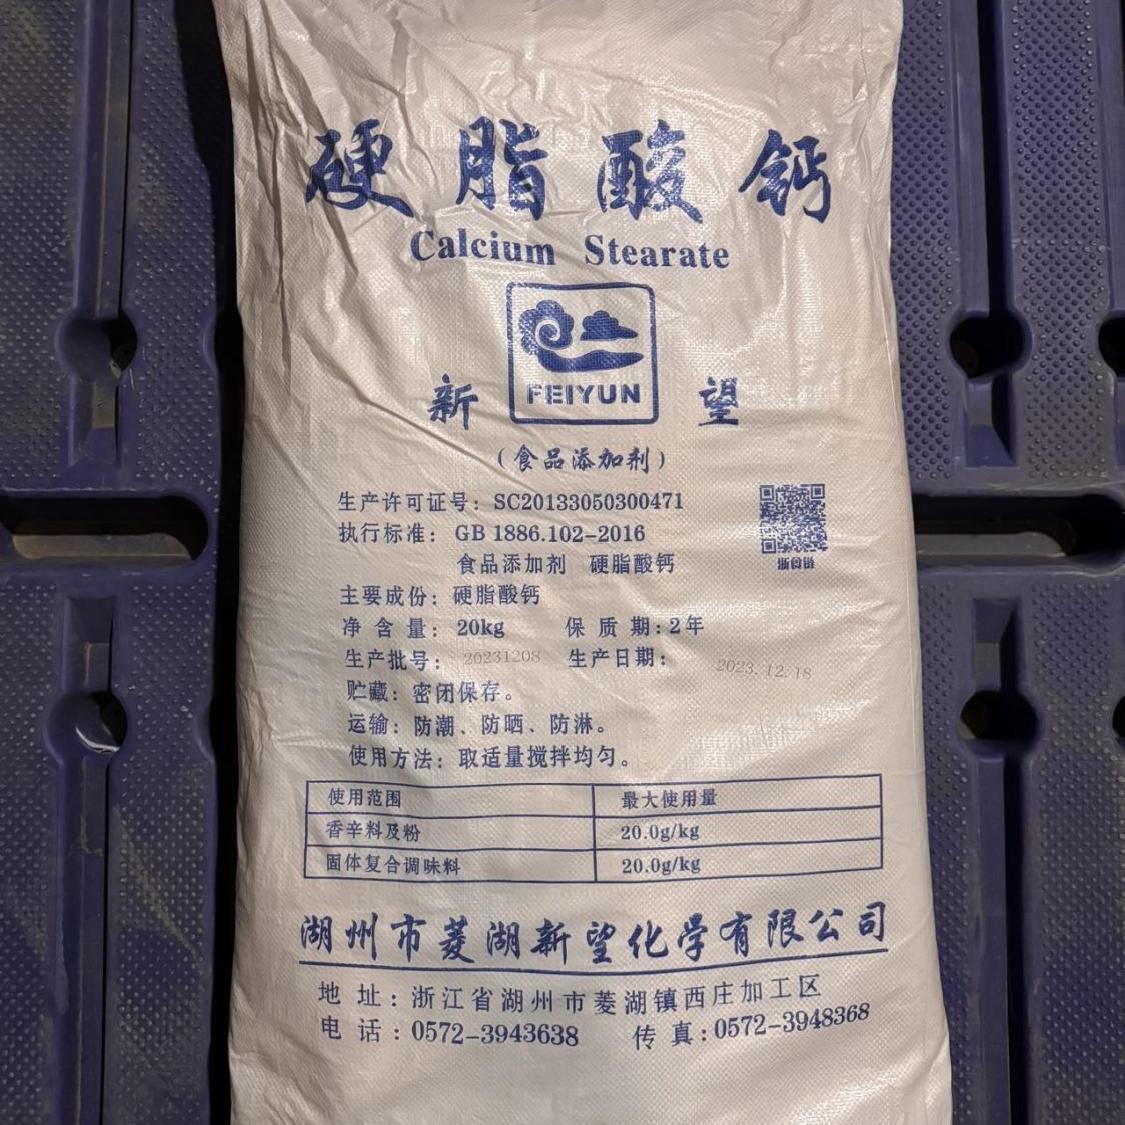 硬脂酸钙
Calcium Stearate
FEIYUN
新 望
(食品添加剂)
生产许可证号: SC20133050300471
执行标准: GB 1886.102-2016
食品添加剂 硬脂酸钙
浙食链
主要成份: 硬脂酸钙
净含量: 20kg 保质期: 2年
生产批号: 20231208 生产日期: 2023.12.18
贮藏: 密闭保存。
运输: 防潮、防晒、防淋。
使用方法: 取适量搅拌均匀。
使用范围 最大使用量
香辛料及粉 20.0g/kg
固体复合调味料 20.0g/kg
湖州市菱湖新望化学有限公司
地址: 浙江省湖州市菱湖镇西庄加工区
电话: 0572-3943638 传真: 0572-3948368